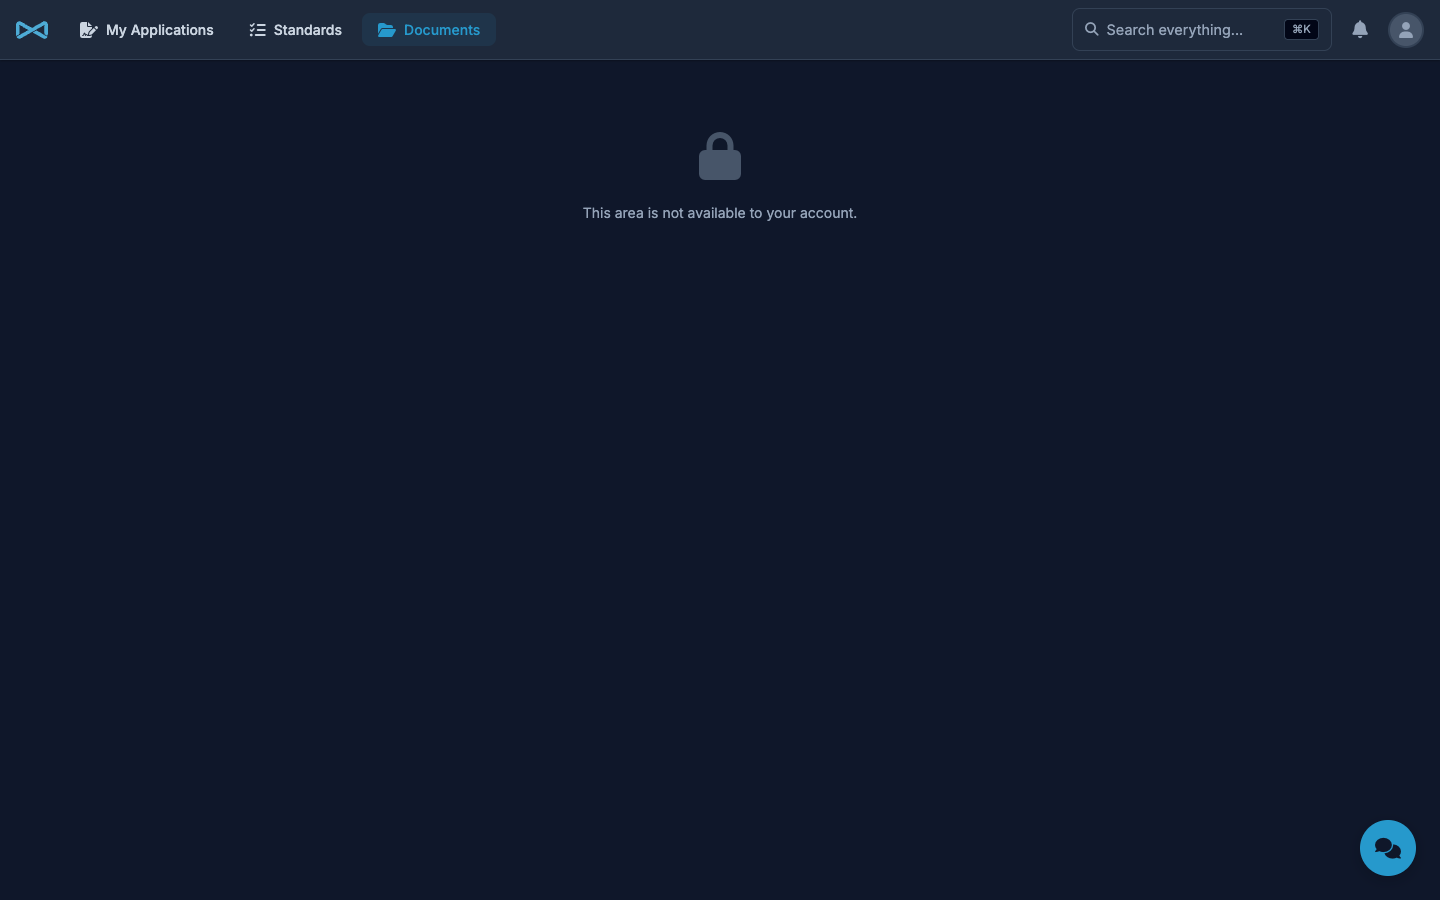 My Applications
Standards
Documents
Search everything...
⌘K
This area is not available to your account.